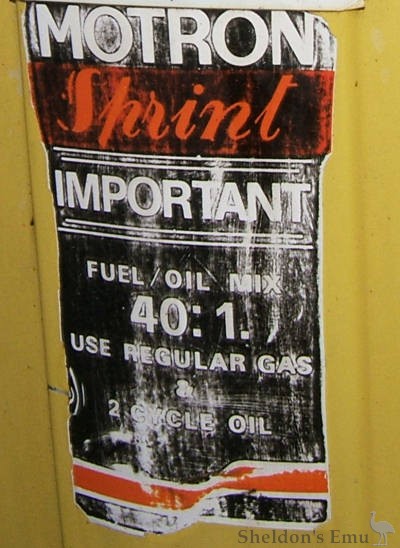 MOTRON
Sprint
IMPORTANT
FUEL/OIL MIX
40:1.
USE REGULAR GAS
&
2 CYCLE OIL
Sheldon's Emu